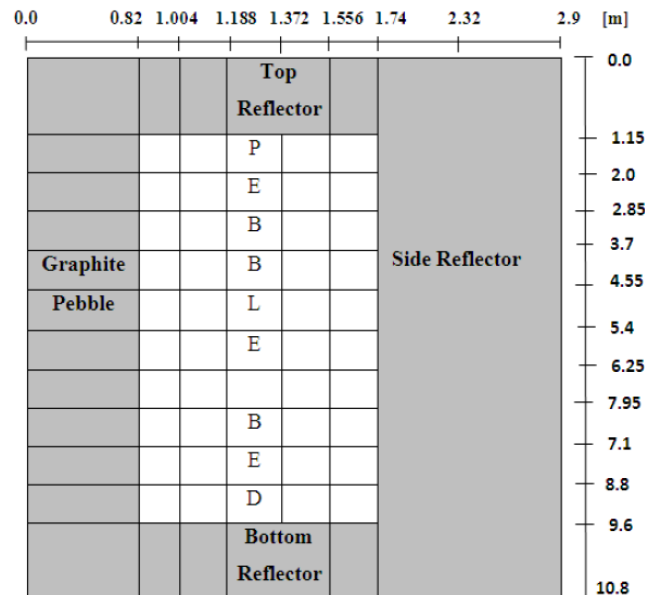 0.0 0.82 1.004 1.188 1.372 1.556 1.74 2.32 2.9 [m]
Top
Reflector
P
E
B
B
L
E
B
E
D
Graphite
Pebble
Side Reflector
Bottom
Reflector
0.0
1.15
2.0
2.85
3.7
4.55
5.4
6.25
7.95
7.1
8.8
9.6
10.8